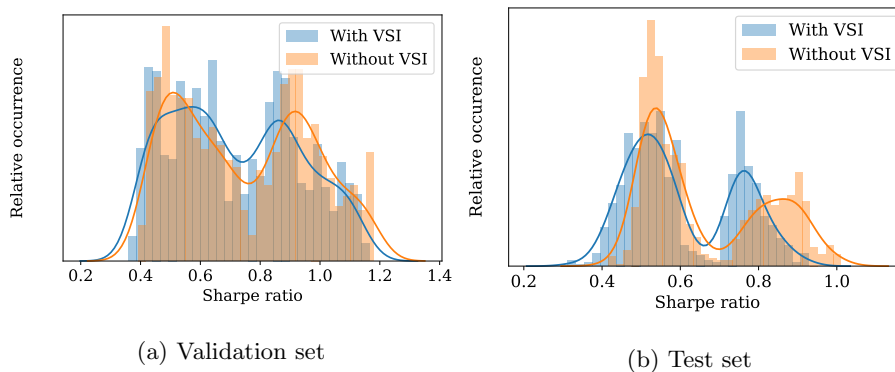 Relative occurrence
With VSI
Without VSI
0.2 0.4 0.6 0.8 1.0 1.2 1.4
Sharpe ratio
(a) Validation set
Relative occurrence
With VSI
Without VSI
0.2 0.4 0.6 0.8 1.0
Sharpe ratio
(b) Test set